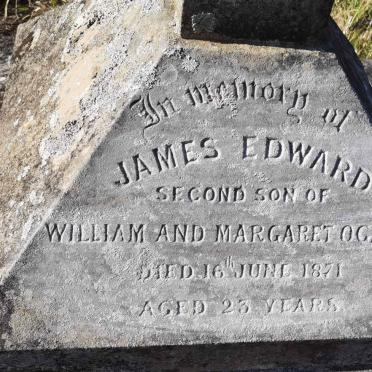 In memory of
JAMES EDWARD
SECOND SON OF
WILLIAM AND MARGARET
DIED 16th JUNE 1871
AGED 23 YEARS